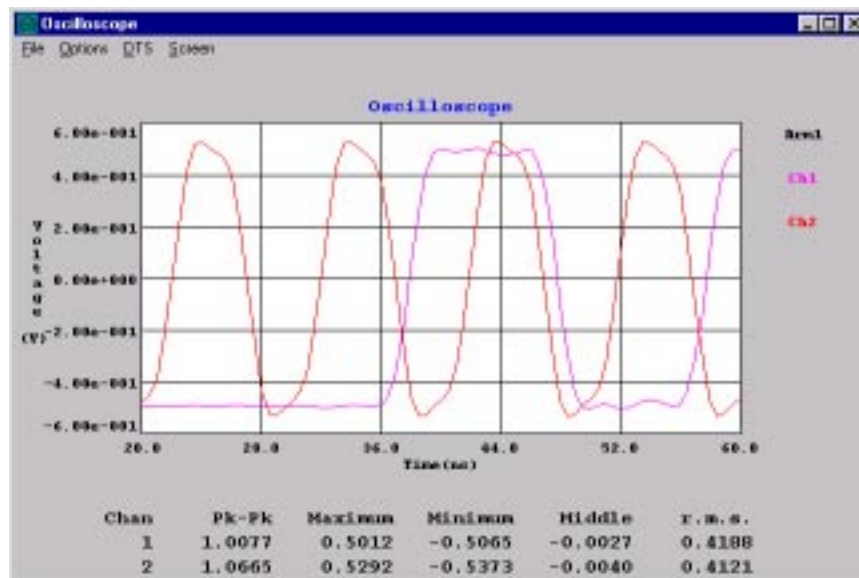 Oscilloscope
File Options DTS Screen
Oscilloscope
6.00e-001
4.00e-001
2.00e-001
0.00e+000
-2.00e-001
-4.00e-001
-6.00e-001
Voltage
(V)
20.0 28.0 36.0 44.0 52.0 60.0
Time(ns)
Arm1
Ch1
Ch2
Chan Pk-Pk Maximum Minimum Middle r.m.s.
1 1.0077 0.5012 -0.5065 -0.0027 0.4188
2 1.0665 0.5292 -0.5373 -0.0040 0.4121